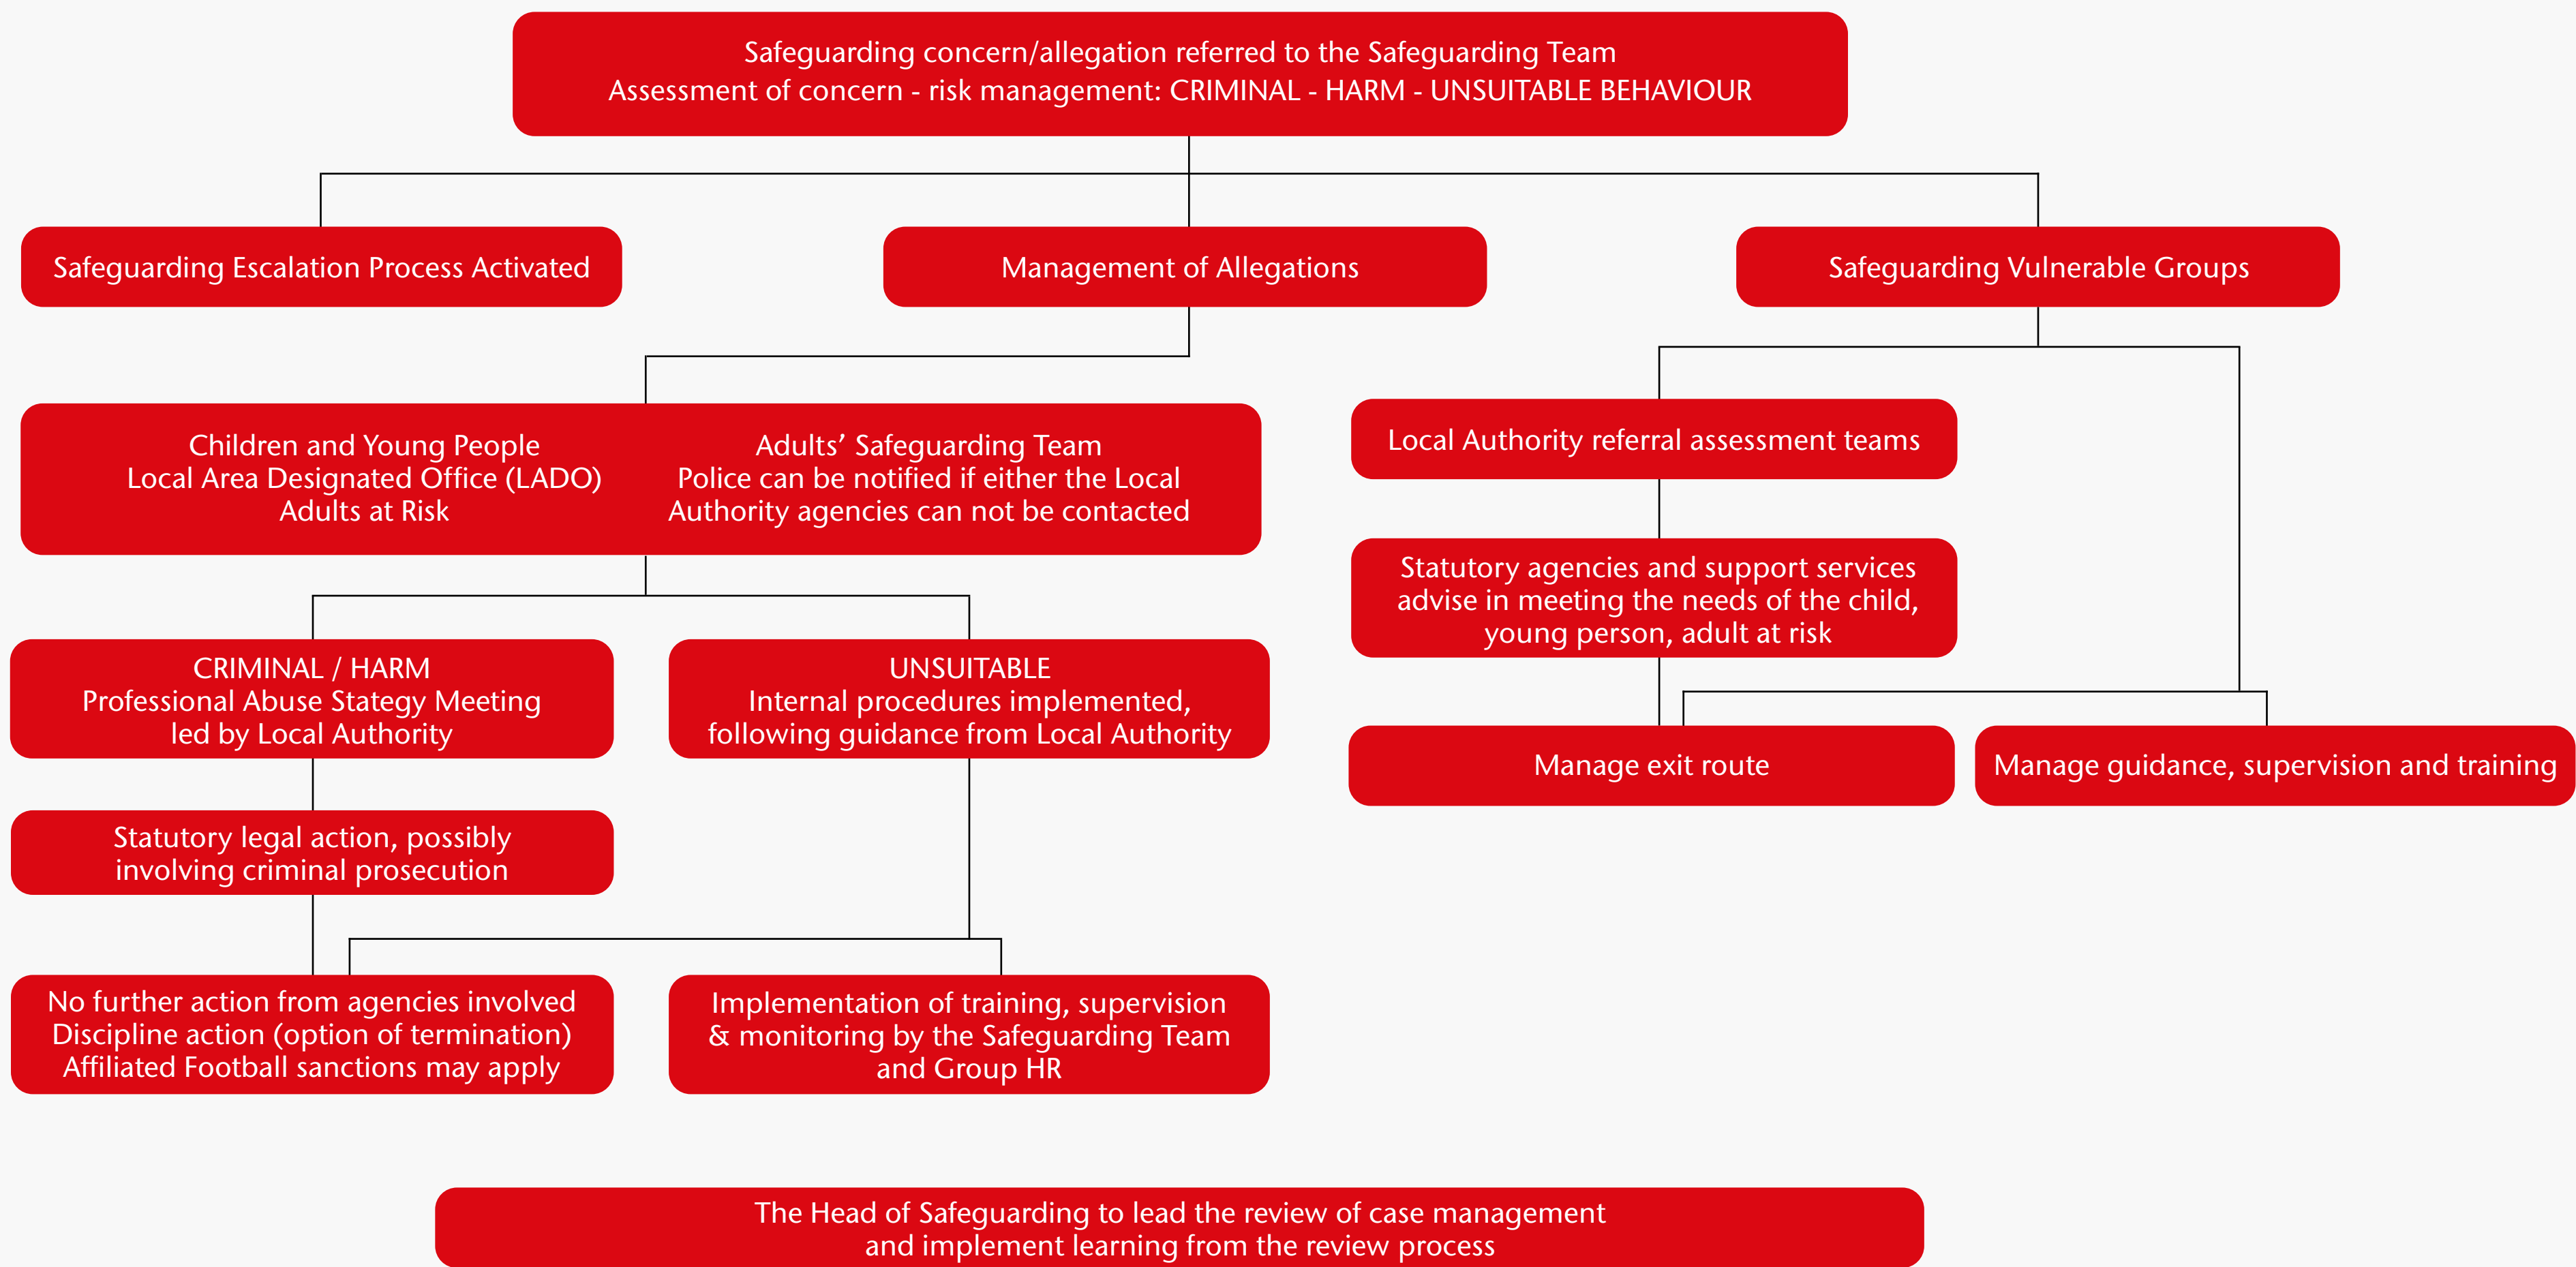 Safeguarding concern/allegation referred to the Safeguarding Team
Assessment of concern - risk management: CRIMINAL - HARM - UNSUITABLE BEHAVIOUR
Safeguarding Escalation Process Activated
Management of Allegations
Safeguarding Vulnerable Groups
Children and Young People
Local Area Designated Office (LADO)
Adults at Risk
Adults’ Safeguarding Team
Police can be notified if either the Local
Authority agencies can not be contacted
Local Authority referral assessment teams
Statutory agencies and support services
advise in meeting the needs of the child,
young person, adult at risk
CRIMINAL / HARM
Professional Abuse Stategy Meeting
led by Local Authority
UNSUITABLE
Internal procedures implemented,
following guidance from Local Authority
Manage exit route
Manage guidance, supervision and training
Statutory legal action, possibly
involving criminal prosecution
No further action from agencies involved
Discipline action (option of termination)
Affiliated Football sanctions may apply
Implementation of training, supervision
& monitoring by the Safeguarding Team
and Group HR
The Head of Safeguarding to lead the review of case management
and implement learning from the review process